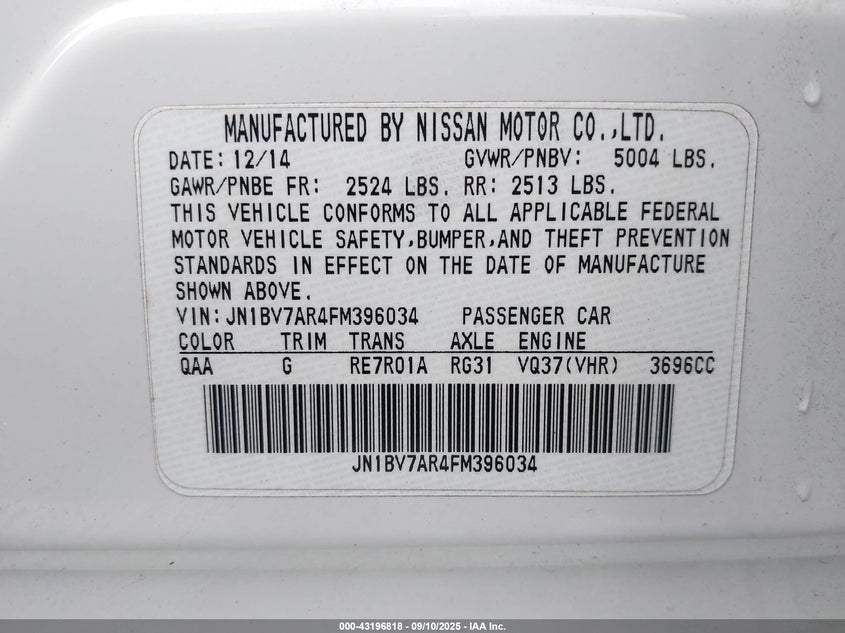 MANUFACTURED BY NISSAN MOTOR CO.,LTD.
DATE: 12/14 GVWR/PNBV: 5004 LBS.
GAWR/PNBE FR: 2524 LBS. RR: 2513 LBS.
THIS VEHICLE CONFORMS TO ALL APPLICABLE FEDERAL
MOTOR VEHICLE SAFETY,BUMPER,AND THEFT PREVENTION
STANDARDS IN EFFECT ON THE DATE OF MANUFACTURE
SHOWN ABOVE.
VIN:JN1BV7AR4FM396034 PASSENGER CAR
COLOR TRIM TRANS AXLE ENGINE
QAA G RE7R01A RG31 VQ37(VHR) 3696CC
JN1BV7AR4FM396034
000-43196818 - 09/10/2025 - IAA Inc.